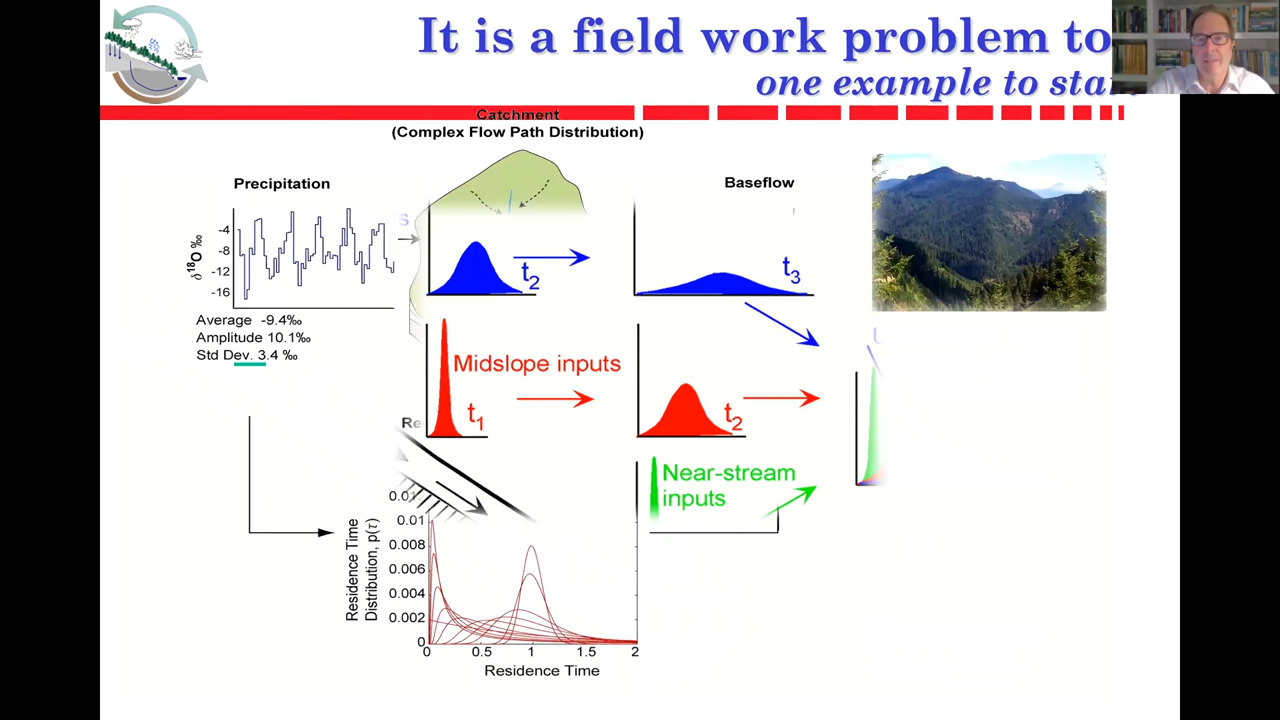 It is a field work problem to
one example to sta
Catchment
(Complex Flow Path Distribution)
Precipitation
Baseflow
-4
-8
-12
-16
δ18O ‰
Average -9.4‰
Amplitude 10.1‰
Std Dev. 3.4 ‰
s
t2
t3
Midslope inputs
t1
t2
Near-stream
inputs
U
Re
0.01
Residence Time
Distribution, p(τ)
0.01
0.008
0.006
0.004
0.002
0
0 0.5 1 1.5 2
Residence Time